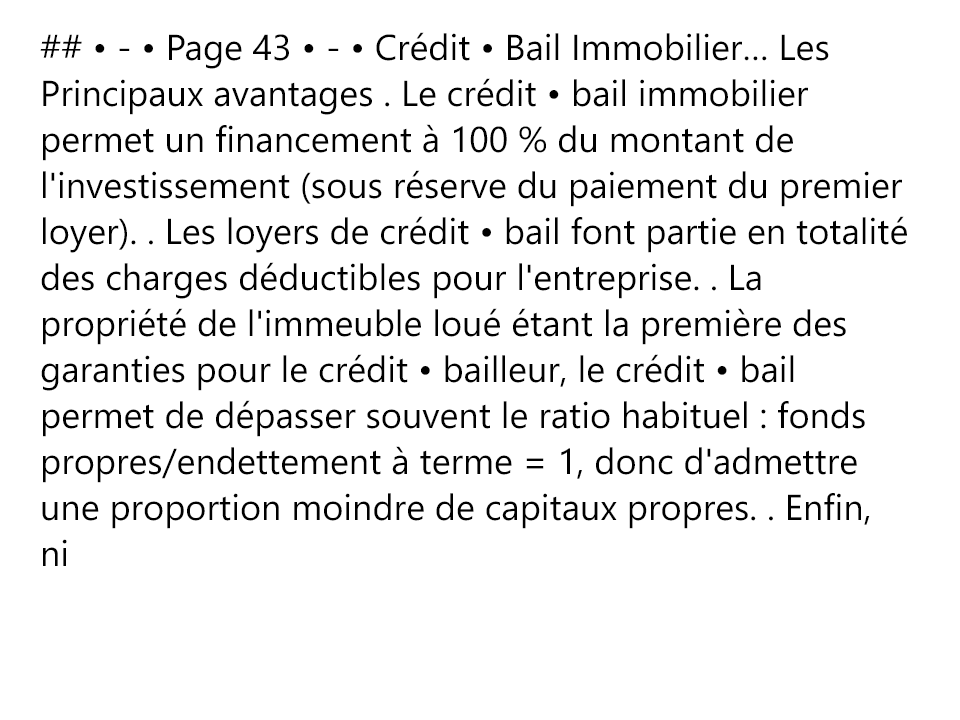 ## • - • Page 43 • - • Crédit • Bail Immobilier... Les
Principaux avantages . Le crédit • bail immobilier
permet un financement à 100 % du montant de
l'investissement (sous réserve du paiement du premier
loyer). . Les loyers de crédit • bail font partie en totalité
des charges déductibles pour l'entreprise. . La
propriété de l'immeuble loué étant la première des
garanties pour le crédit • bailleur, le crédit • bail
permet de dépasser souvent le ratio habituel : fonds
propres/endettement à terme = 1, donc d'admettre
une proportion moindre de capitaux propres. . Enfin,
ni